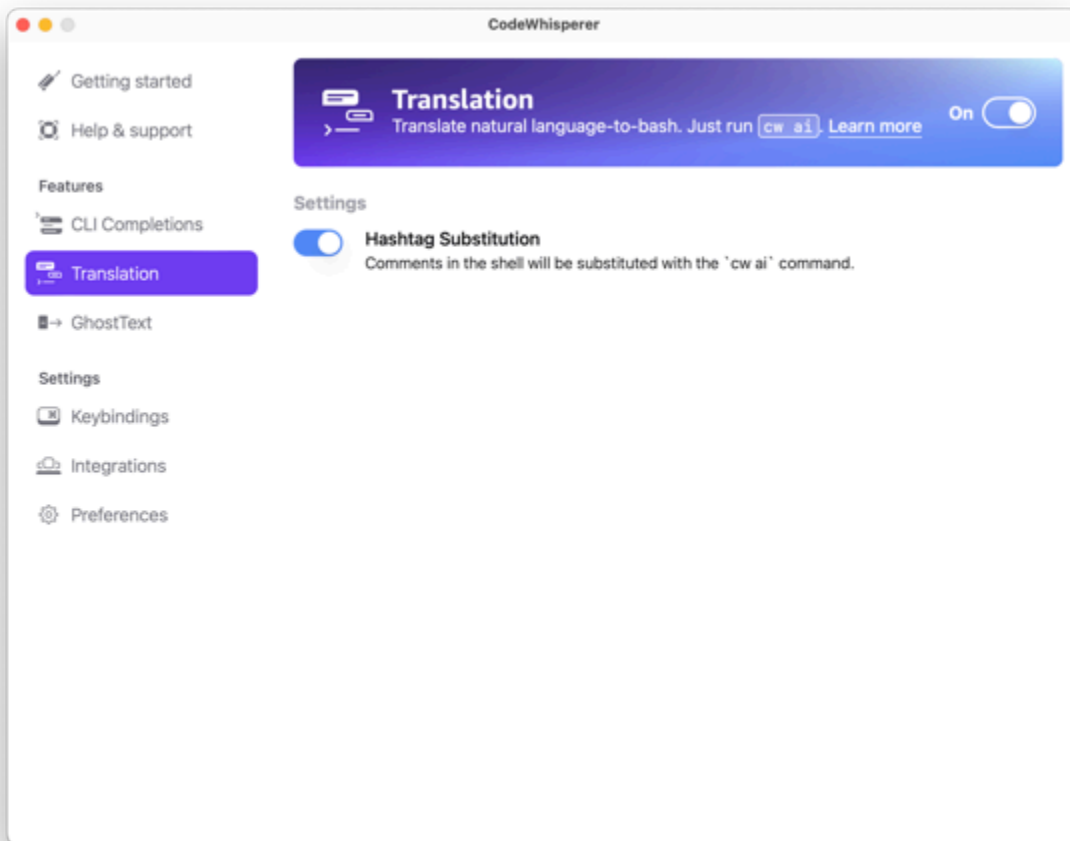 CodeWhisperer
Getting started
Help & support
Features
CLI Completions
Translation
GhostText
Settings
Keybindings
Integrations
Preferences
Translation
Translate natural language-to-bash. Just run cw ai. Learn more
On
Settings
Hashtag Substitution
Comments in the shell will be substituted with the `cw ai` command.